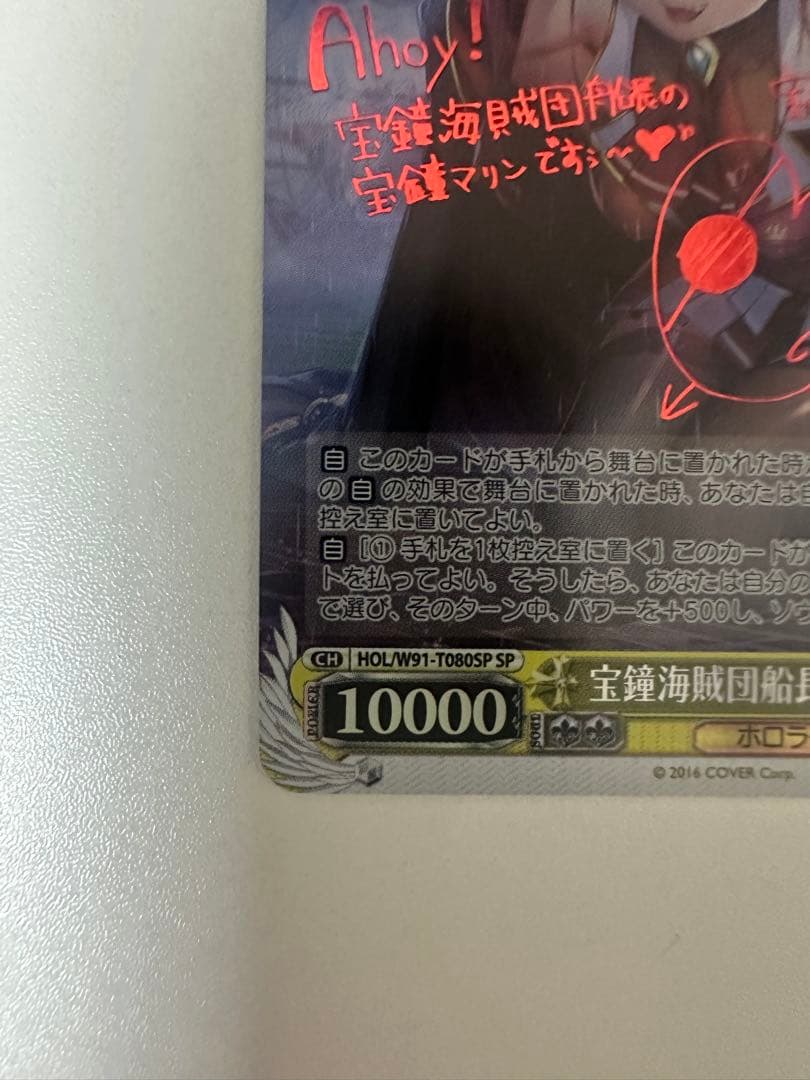 Ahoy!
宝鐘海賊団船長の
宝鐘マリンですぅ〜♥
自 このカードが手札から舞台に置かれた時
の 自 の効果で舞台に置かれた時、あなたは
控え室に置いてよい。
自 [① 手札を1枚控え室に置く] このカードが
トを払ってよい。そうしたら、あなたは自分の
で選び、そのターン中、パワーを+500し、ソウ
CH HOL/W91-T080SP SP
POWER 10000
宝鐘海賊団船長
SOUL
ホロラ
© 2016 COVER Corp.